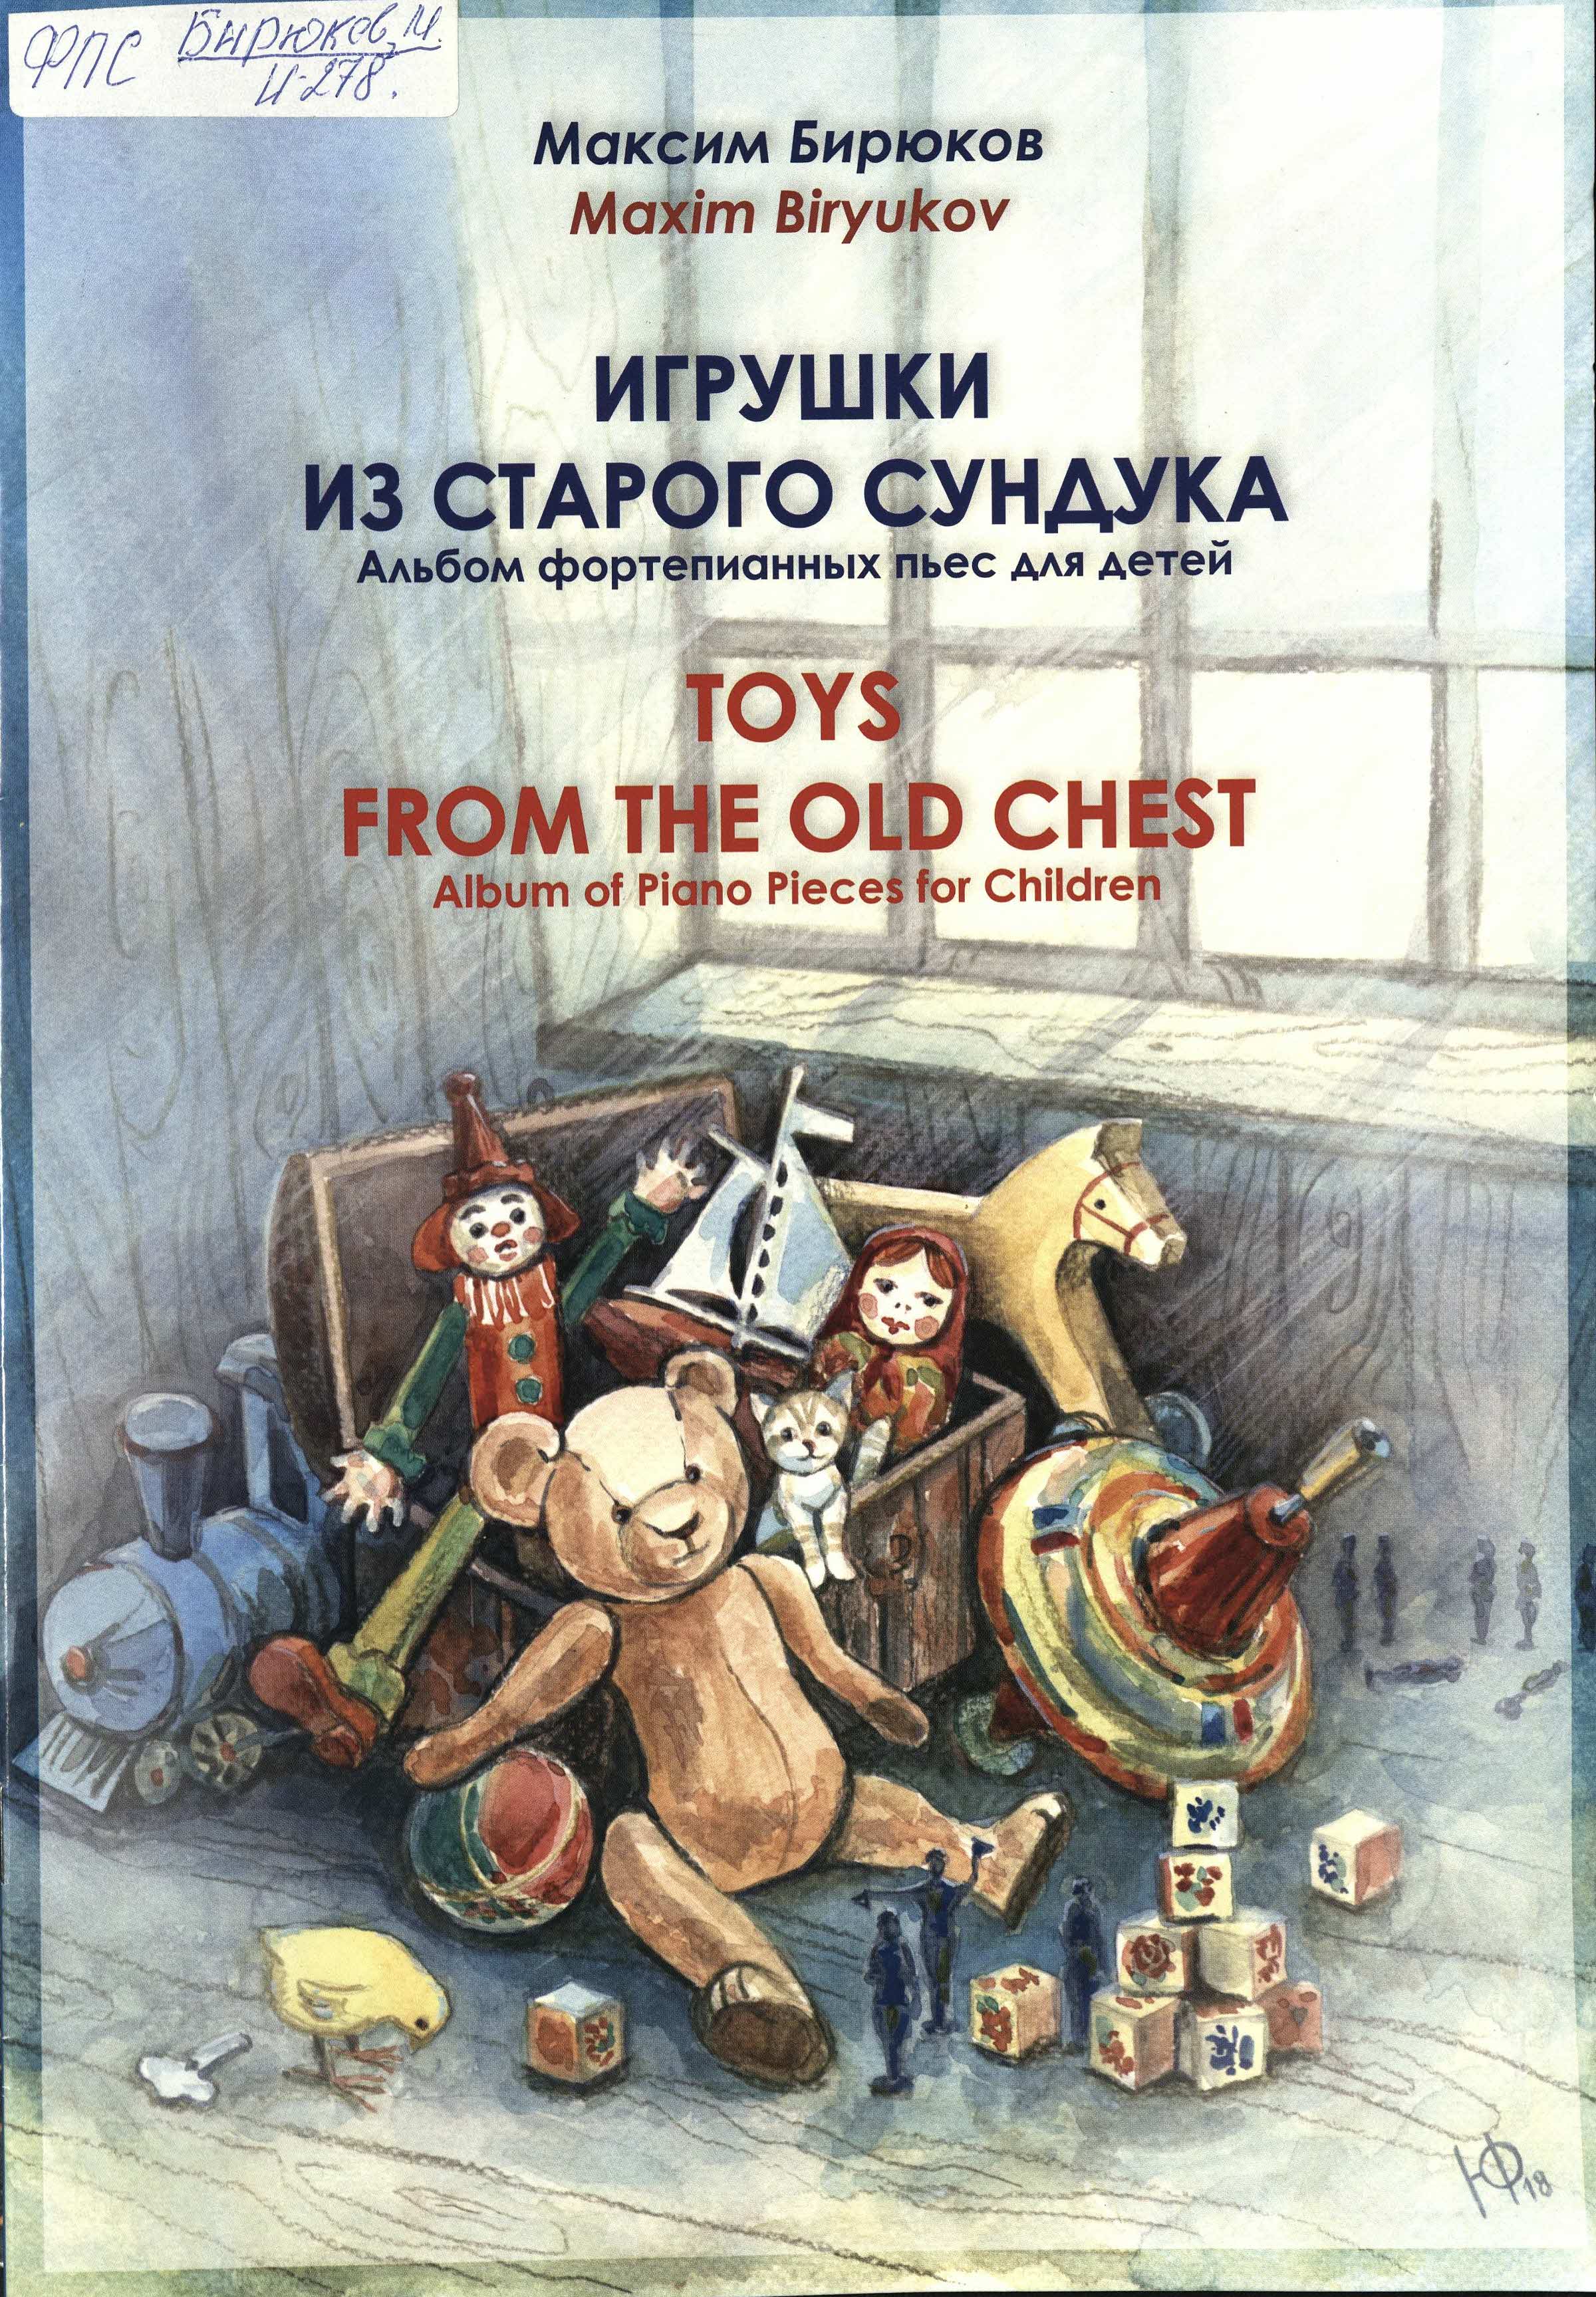 ФПС Бирюков, М.
И-278.
Максим Бирюков
Maxim Biryukov
ИГРУШКИ
ИЗ СТАРОГО СУНДУКА
Альбом фортепианных пьес для детей
TOYS
FROM THE OLD CHEST
Album of Piano Pieces for Children
ЮФ 18